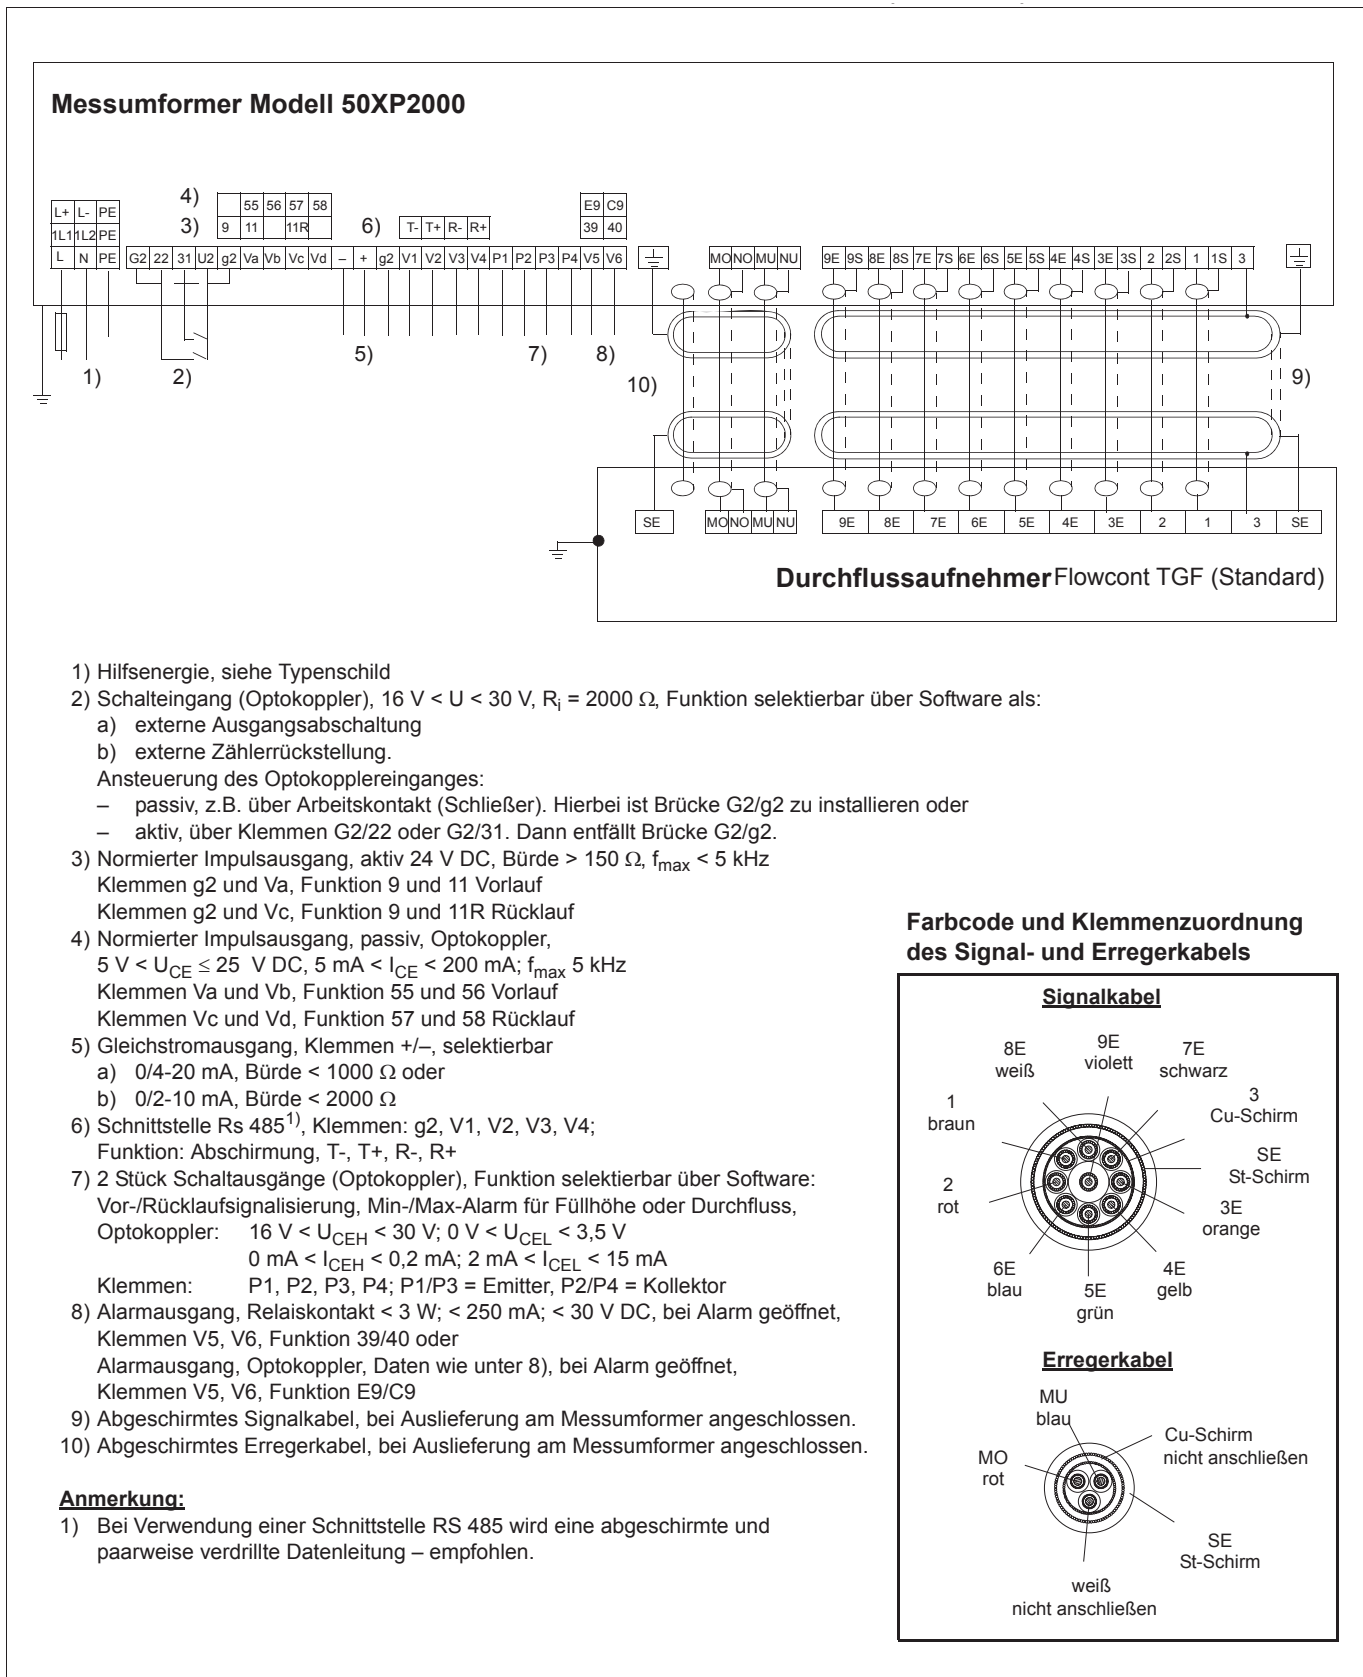 Messumformer Modell 50XP2000
4) 55 56 57 58 E9 C9
L+ L- PE
3) 9 11 11R 6) T- T+ R- R+ 39 40
1L1 1L2 PE
L N PE G2 22 31 U2 g2 Va Vb Vc Vd – + g2 V1 V2 V3 V4 P1 P2 P3 P4 V5 V6 MO NO MU NU 9E 9S 8E 8S 7E 7S 6E 6S 5E 5S 4E 4S 3E 3S 2 2S 1 1S 3
1) 2) 5) 7) 8) 10) 9)
SE MO NO MU NU 9E 8E 7E 6E 5E 4E 3E 2 1 3 SE
Durchflussaufnehmer Flowcont TGF (Standard)
1) Hilfsenergie, siehe Typenschild
2) Schalteingang (Optokoppler), 16 V < U < 30 V, Ri = 2000 Ω, Funktion selektierbar über Software als:
a) externe Ausgangsabschaltung
b) externe Zählerrückstellung.
Ansteuerung des Optokopplereinganges:
– passiv, z.B. über Arbeitskontakt (Schließer). Hierbei ist Brücke G2/g2 zu installieren oder
– aktiv, über Klemmen G2/22 oder G2/31. Dann entfällt Brücke G2/g2.
3) Normierter Impulsausgang, aktiv 24 V DC, Bürde > 150 Ω, fmax < 5 kHz
Klemmen g2 und Va, Funktion 9 und 11 Vorlauf
Klemmen g2 und Vc, Funktion 9 und 11R Rücklauf
4) Normierter Impulsausgang, passiv, Optokoppler,
5 V < UCE ≤ 25 V DC, 5 mA < ICE < 200 mA; fmax 5 kHz
Klemmen Va und Vb, Funktion 55 und 56 Vorlauf
Klemmen Vc und Vd, Funktion 57 und 58 Rücklauf
5) Gleichstromausgang, Klemmen +/–, selektierbar
a) 0/4-20 mA, Bürde < 1000 Ω oder
b) 0/2-10 mA, Bürde < 2000 Ω
6) Schnittstelle Rs 485 1), Klemmen: g2, V1, V2, V3, V4;
Funktion: Abschirmung, T-, T+, R-, R+
7) 2 Stück Schaltausgänge (Optokoppler), Funktion selektierbar über Software:
Vor-/Rücklaufsignalisierung, Min-/Max-Alarm für Füllhöhe oder Durchfluss,
Optokoppler: 16 V < UCEH < 30 V; 0 V < UCEL < 3,5 V
0 mA < ICEH < 0,2 mA; 2 mA < ICEL < 15 mA
Klemmen: P1, P2, P3, P4; P1/P3 = Emitter, P2/P4 = Kollektor
8) Alarmausgang, Relaiskontakt < 3 W; < 250 mA; < 30 V DC, bei Alarm geöffnet,
Klemmen V5, V6, Funktion 39/40 oder
Alarmausgang, Optokoppler, Daten wie unter 8), bei Alarm geöffnet,
Klemmen V5, V6, Funktion E9/C9
9) Abgeschirmtes Signalkabel, bei Auslieferung am Messumformer angeschlossen.
10) Abgeschirmtes Erregerkabel, bei Auslieferung am Messumformer angeschlossen.
Anmerkung:
1) Bei Verwendung einer Schnittstelle RS 485 wird eine abgeschirmte und
paarweise verdrillte Datenleitung – empfohlen.
Farbcode und Klemmenzuordnung
des Signal- und Erregerkabels
Signalkabel
8E
weiß
9E
violett
7E
schwarz
1
braun
3
Cu-Schirm
SE
St-Schirm
2
rot
3E
orange
6E
blau
5E
grün
4E
gelb
Erregerkabel
MU
blau
Cu-Schirm
nicht anschließen
MO
rot
SE
St-Schirm
weiß
nicht anschließen